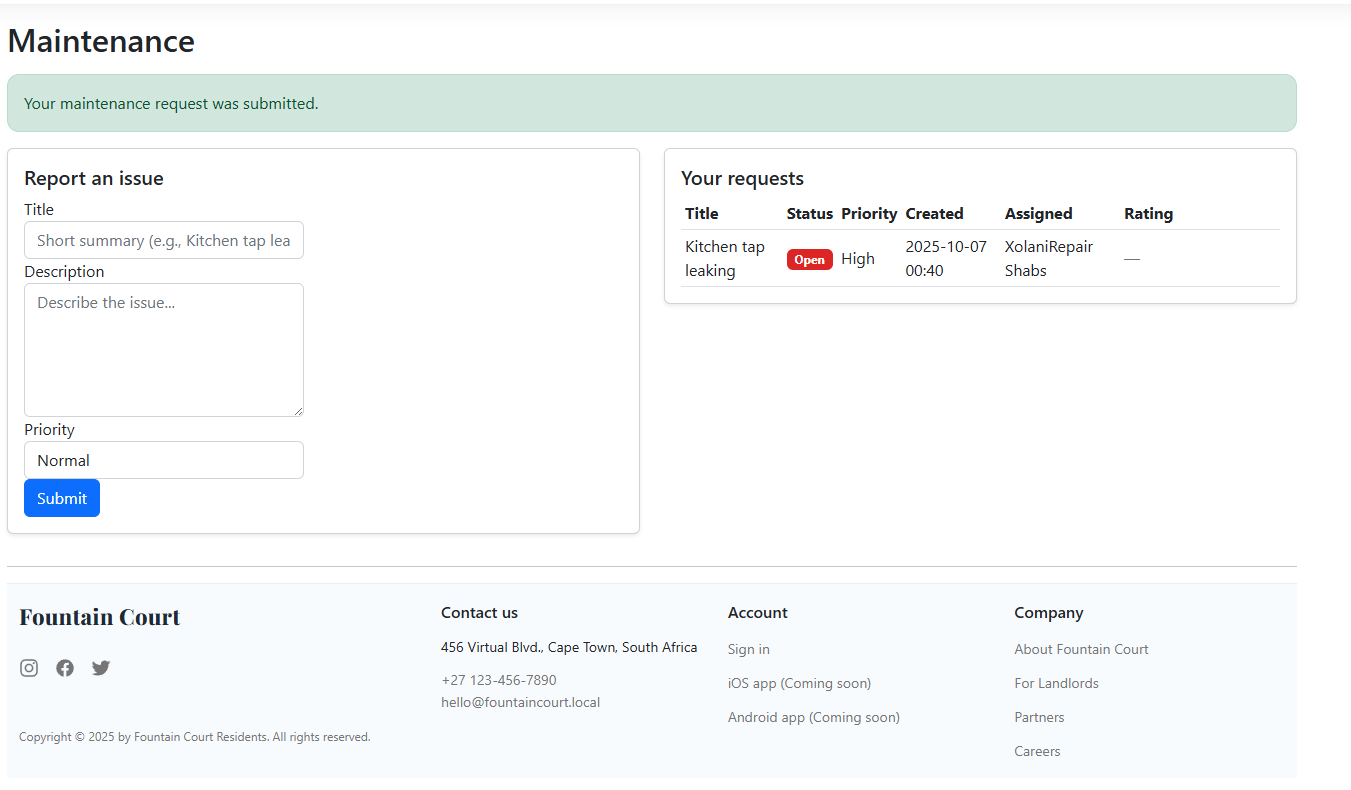 Maintenance
Your maintenance request was submitted.
Report an issue
Title
Short summary (e.g., Kitchen tap lea
Description
Describe the issue...
Priority
Normal
Submit
Your requests
Title Status Priority Created Assigned Rating
Kitchen tap leaking Open High 2025-10-07 00:40 XolaniRepair Shabs —
Fountain Court
Copyright © 2025 by Fountain Court Residents. All rights reserved.
Contact us
456 Virtual Blvd., Cape Town, South Africa
+27 123-456-7890
hello@fountaincourt.local
Account
Sign in
iOS app (Coming soon)
Android app (Coming soon)
Company
About Fountain Court
For Landlords
Partners
Careers